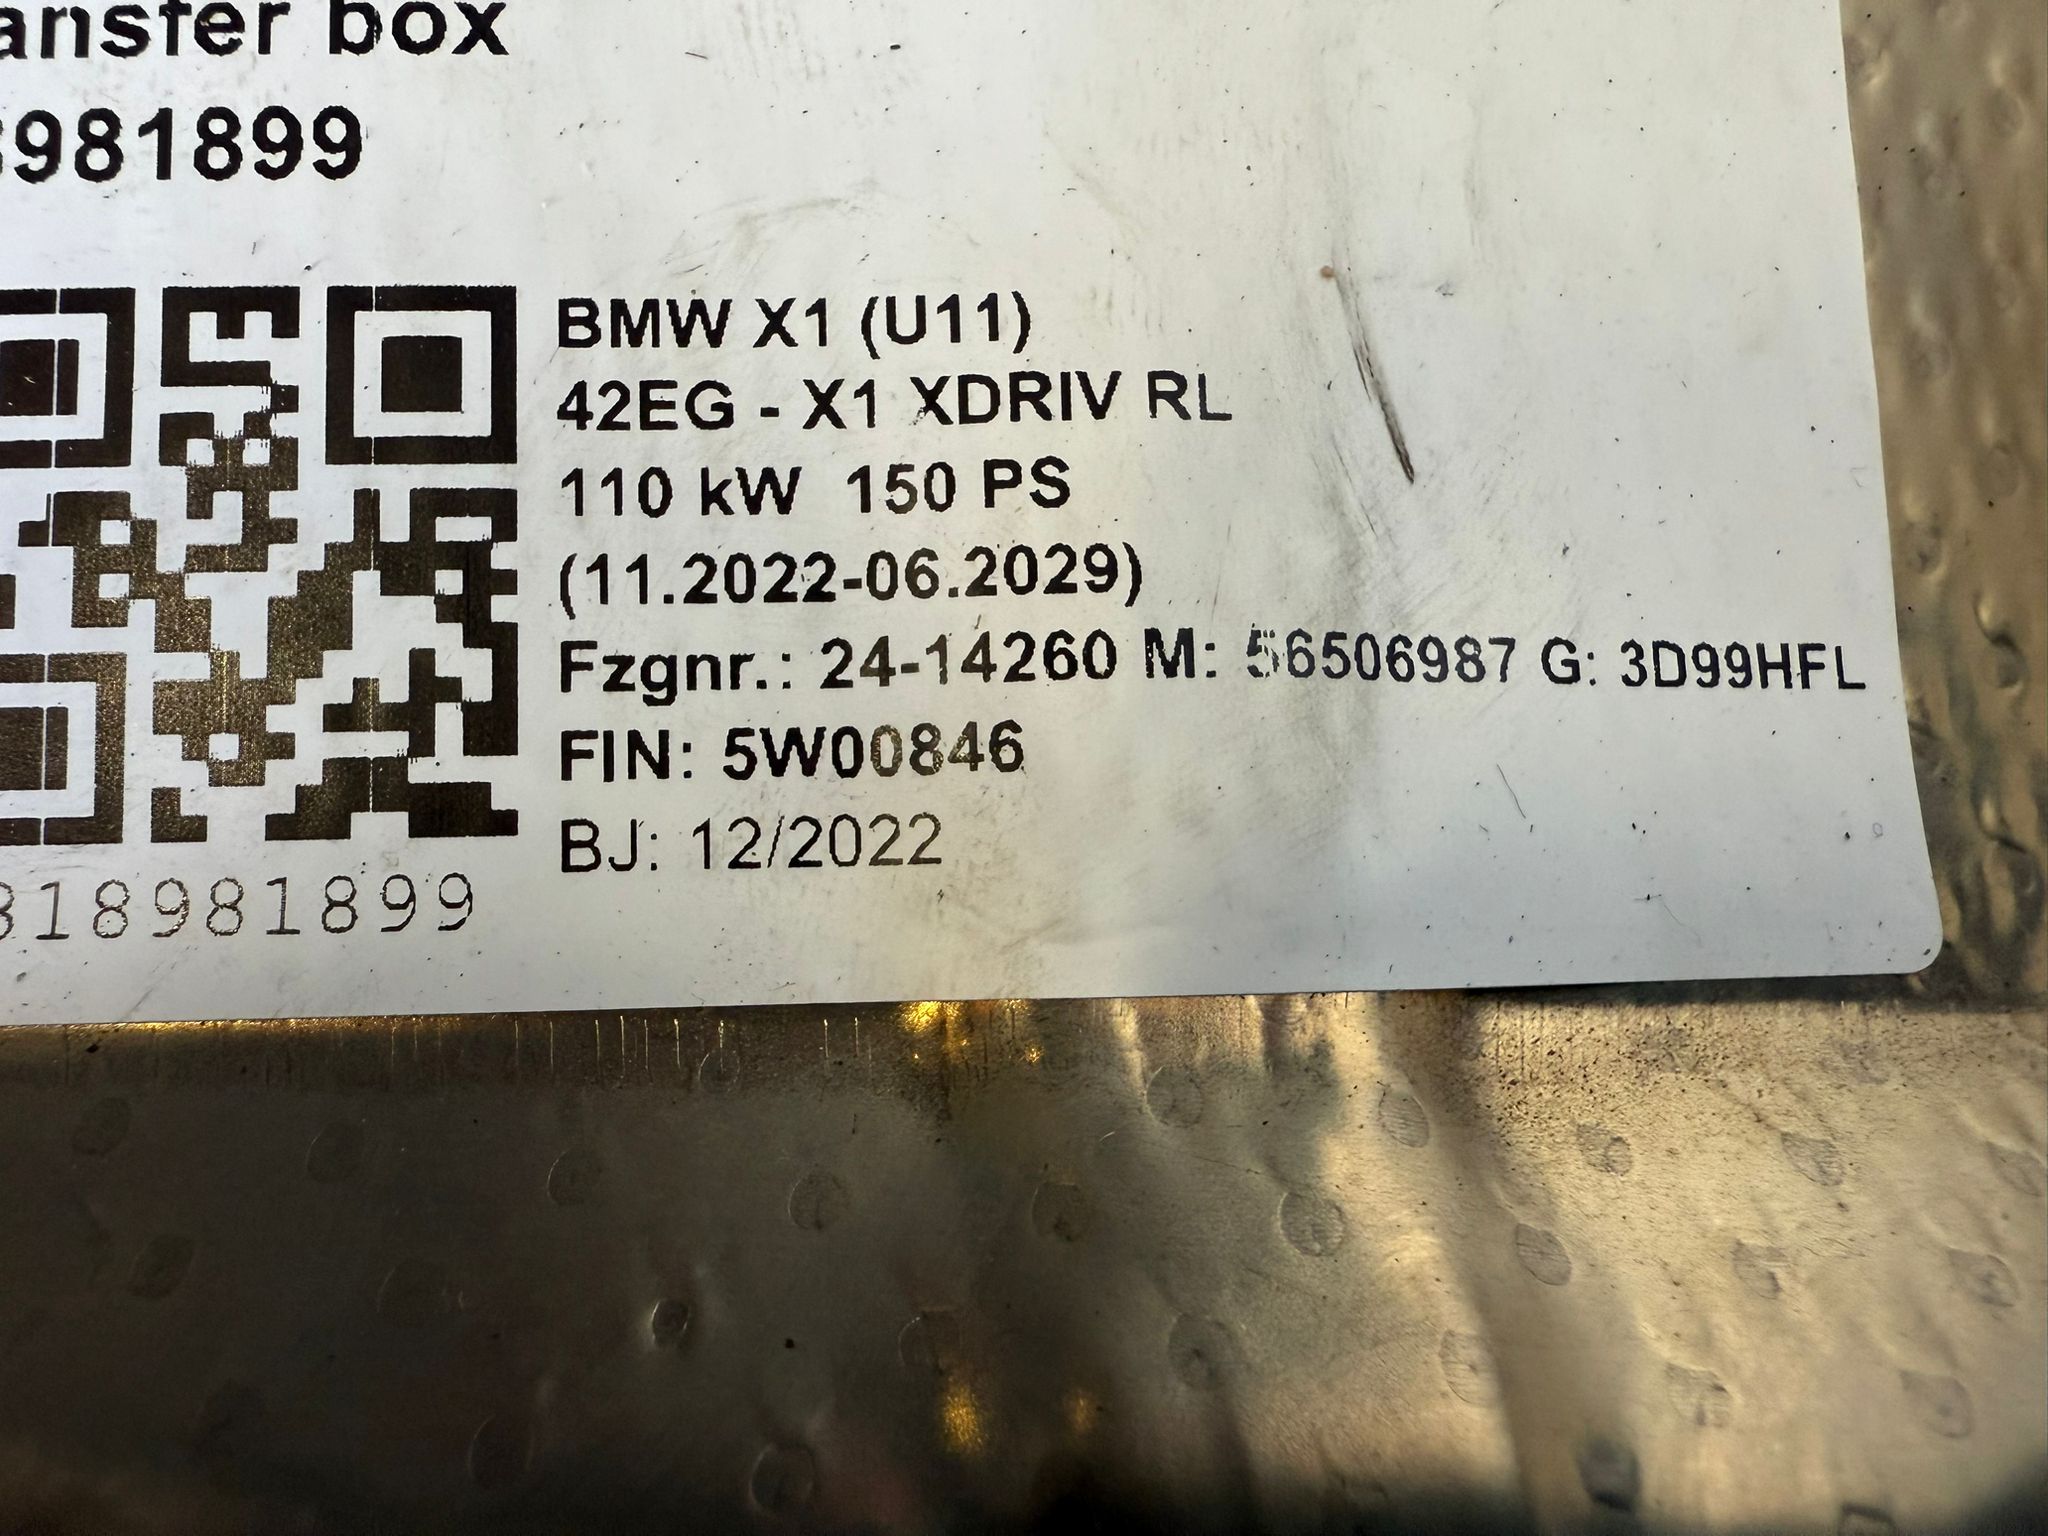 ansfer box
8981899
BMW X1 (U11)
42EG - X1 XDRIV RL
110 kW 150 PS
(11.2022-06.2029)
Fzgnr.: 24-14260 M: 56506987 G: 3D99HFL
FIN: 5W00846
BJ: 12/2022
318981899